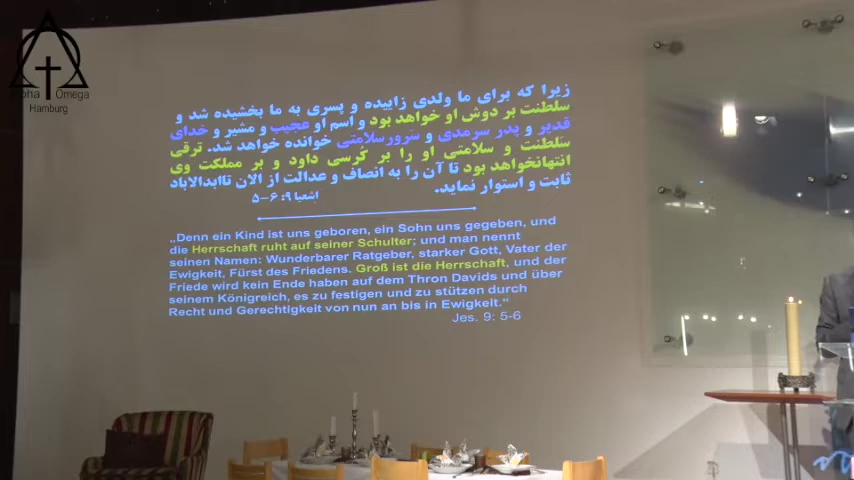 Alpha Omega
Hamburg
زیرا که برای ما ولدی زاییده و پسری به ما بخشیده شد و
سلطنت بر دوش او خواهد بود و اسم او عجیب و مشیر و خدای
قدیر و پدر سرمدی و سرورسلامتی خوانده خواهد شد. ترقی
سلطنت و سلامتی او را بر کرسی داود و بر مملکت وی
انتهانخواهد بود تا آن را به انصاف و عدالت از الان تاابدالاباد
ثابت و استوار نماید.
اشعیا ۹: ۶-۵
„Denn ein Kind ist uns geboren, ein Sohn uns gegeben, und
die Herrschaft ruht auf seiner Schulter; und man nennt
seinen Namen: Wunderbarer Ratgeber, starker Gott, Vater der
Ewigkeit, Fürst des Friedens. Groß ist die Herrschaft, und der
Friede wird kein Ende haben auf dem Thron Davids und über
seinem Königreich, es zu festigen und zu stützen durch
Recht und Gerechtigkeit von nun an bis in Ewigkeit.“
Jes. 9: 5-6